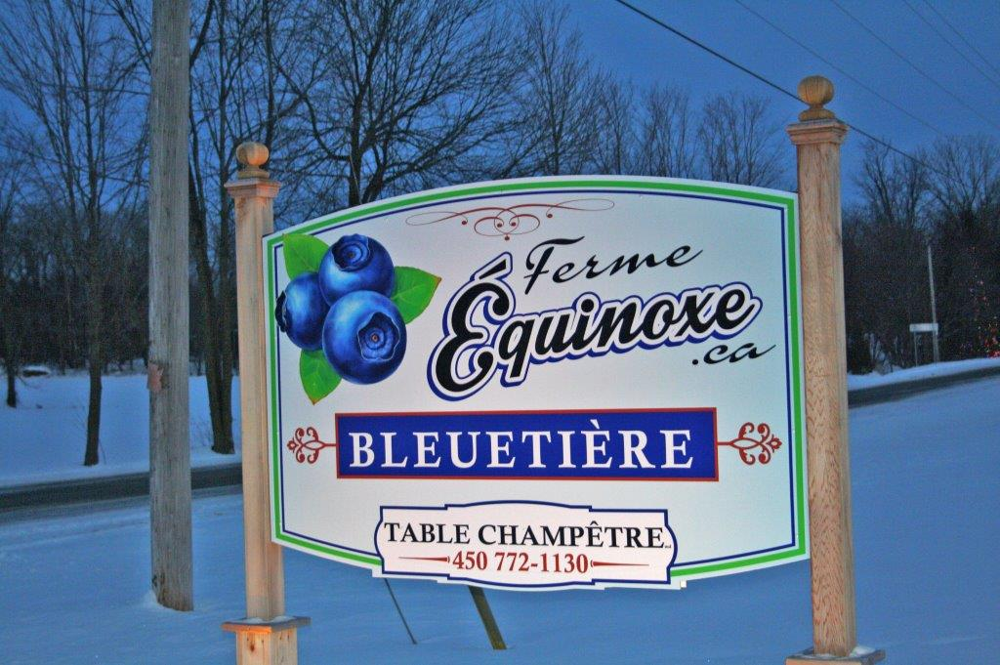 Ferme
Équinoxe
.ca
BLEUETIÈRE
TABLE CHAMPÊTRE
450 772-1130